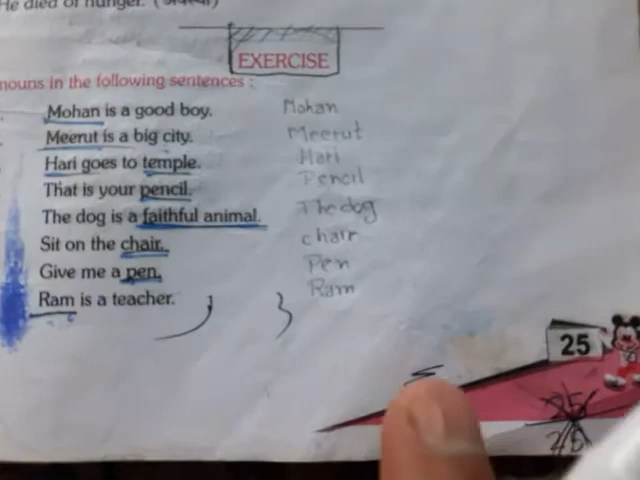 He died of hunger. (अवस्था)
EXERCISE
nouns in the following sentences :
Mohan is a good boy. Mohan
Meerut is a big city. Meerut
Hari goes to temple. Hari
That is your pencil. Pencil
The dog is a faithful animal. The dog
Sit on the chair. chair
Give me a pen. Pen
Ram is a teacher. Ram
25
25